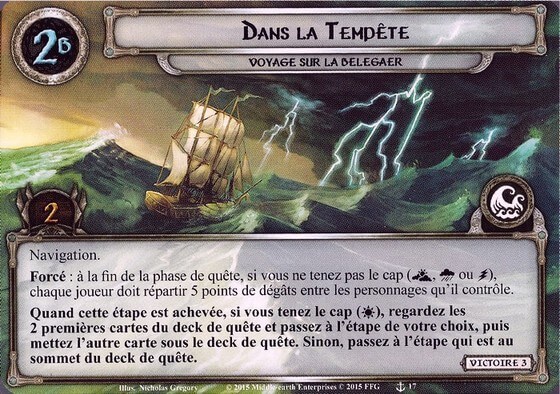 2B
Dans la Tempête
Voyage sur la Belegaer
2
Navigation.
Forcé : à la fin de la phase de quête, si vous ne tenez pas le cap ( , ou ),
chaque joueur doit répartir 5 points de dégâts entre les personnages qu'il contrôle.
Quand cette étape est achevée, si vous tenez le cap ( ), regardez les
2 premières cartes du deck de quête et passez à l'étape de votre choix, puis
mettez l'autre carte sous le deck de quête. Sinon, passez à l'étape qui est au
sommet du deck de quête.
Victoire 3
Illus. Nicholas Gregory © 2015 Middle-earth Enterprises © 2015 FFG 17